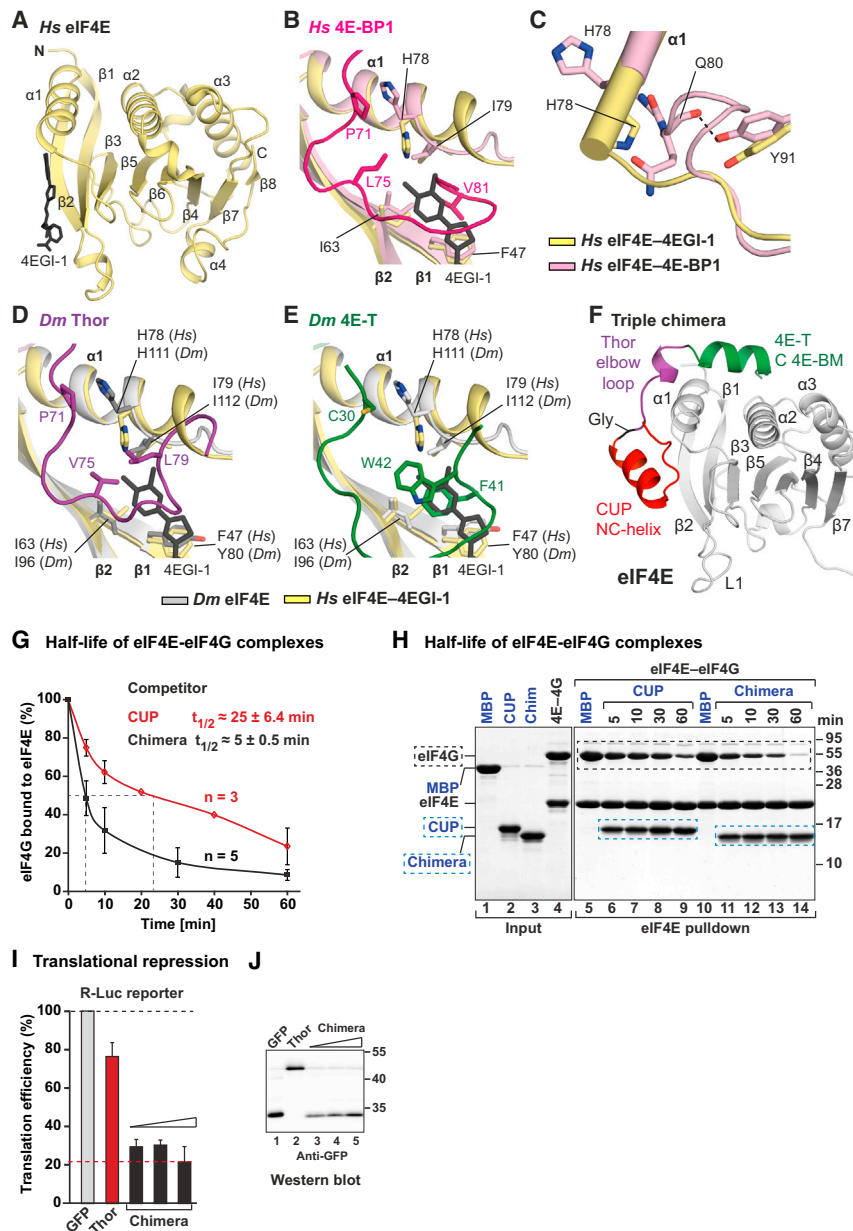 A Hs eIF4E
N
β1
α2
α3
α1
β3
C
β5
β2
β6
β8
β4
β7
4EGI-1
α4
B Hs 4E-BP1
α1
H78
P71
I79
L75
V81
I63
F47
β2 β1 4EGI-1
C
H78
α1
Q80
H78
Y91
Hs eIF4E–4EGI-1
Hs eIF4E–4E-BP1
D Dm Thor
H78 (Hs)
H111 (Dm)
α1
I79 (Hs)
I112 (Dm)
P71
V75
L79
I63 (Hs)
I96 (Dm)
F47 (Hs)
Y80 (Dm)
β2 β1 4EGI-1
E Dm 4E-T
H78 (Hs)
H111 (Dm)
α1
I79 (Hs)
I112 (Dm)
C30
W42
F41
I63 (Hs)
I96 (Dm)
F47 (Hs)
Y80 (Dm)
β2 β1 4EGI-1
Dm eIF4E Hs eIF4E–4EGI-1
F Triple chimera
Thor
elbow
loop
4E-T
C 4E-BM
α1
β1
α3
α2
Gly
β3
β5
β4
CUP
NC-helix
β2
β7
eIF4E
L1
G Half-life of eIF4E-eIF4G complexes
eIF4G bound to eIF4E (%)
100
80
60
40
20
0
Competitor
CUP t1/2 ≈ 25 ± 6.4 min
Chimera t1/2 ≈ 5 ± 0.5 min
n = 3
n = 5
0 10 20 30 40 50 60
Time [min]
H Half-life of eIF4E-eIF4G complexes
eIF4E–eIF4G
MBP CUP Chim 4E–4G MBP CUP MBP Chimera
5 10 30 60 5 10 30 60 min
eIF4G
MBP
eIF4E
CUP
Chimera
95
55
36
28
17
10
1 2 3 4 5 6 7 8 9 10 11 12 13 14
Input eIF4E pulldown
I Translational repression
R-Luc reporter
Translation efficiency (%)
100
80
60
40
20
0
GFP Thor Chimera
J
GFP Thor Chimera
55
40
35
1 2 3 4 5
Anti-GFP
Western blot